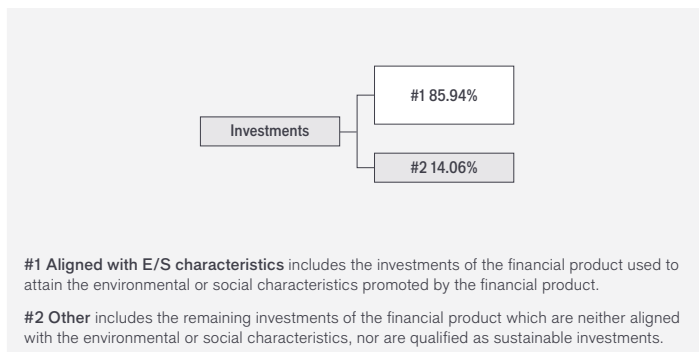 #1 85.94%
Investments
#2 14.06%
#1 Aligned with E/S characteristics includes the investments of the financial product used to
attain the environmental or social characteristics promoted by the financial product.
#2 Other includes the remaining investments of the financial product which are neither aligned
with the environmental or social characteristics, nor are qualified as sustainable investments.